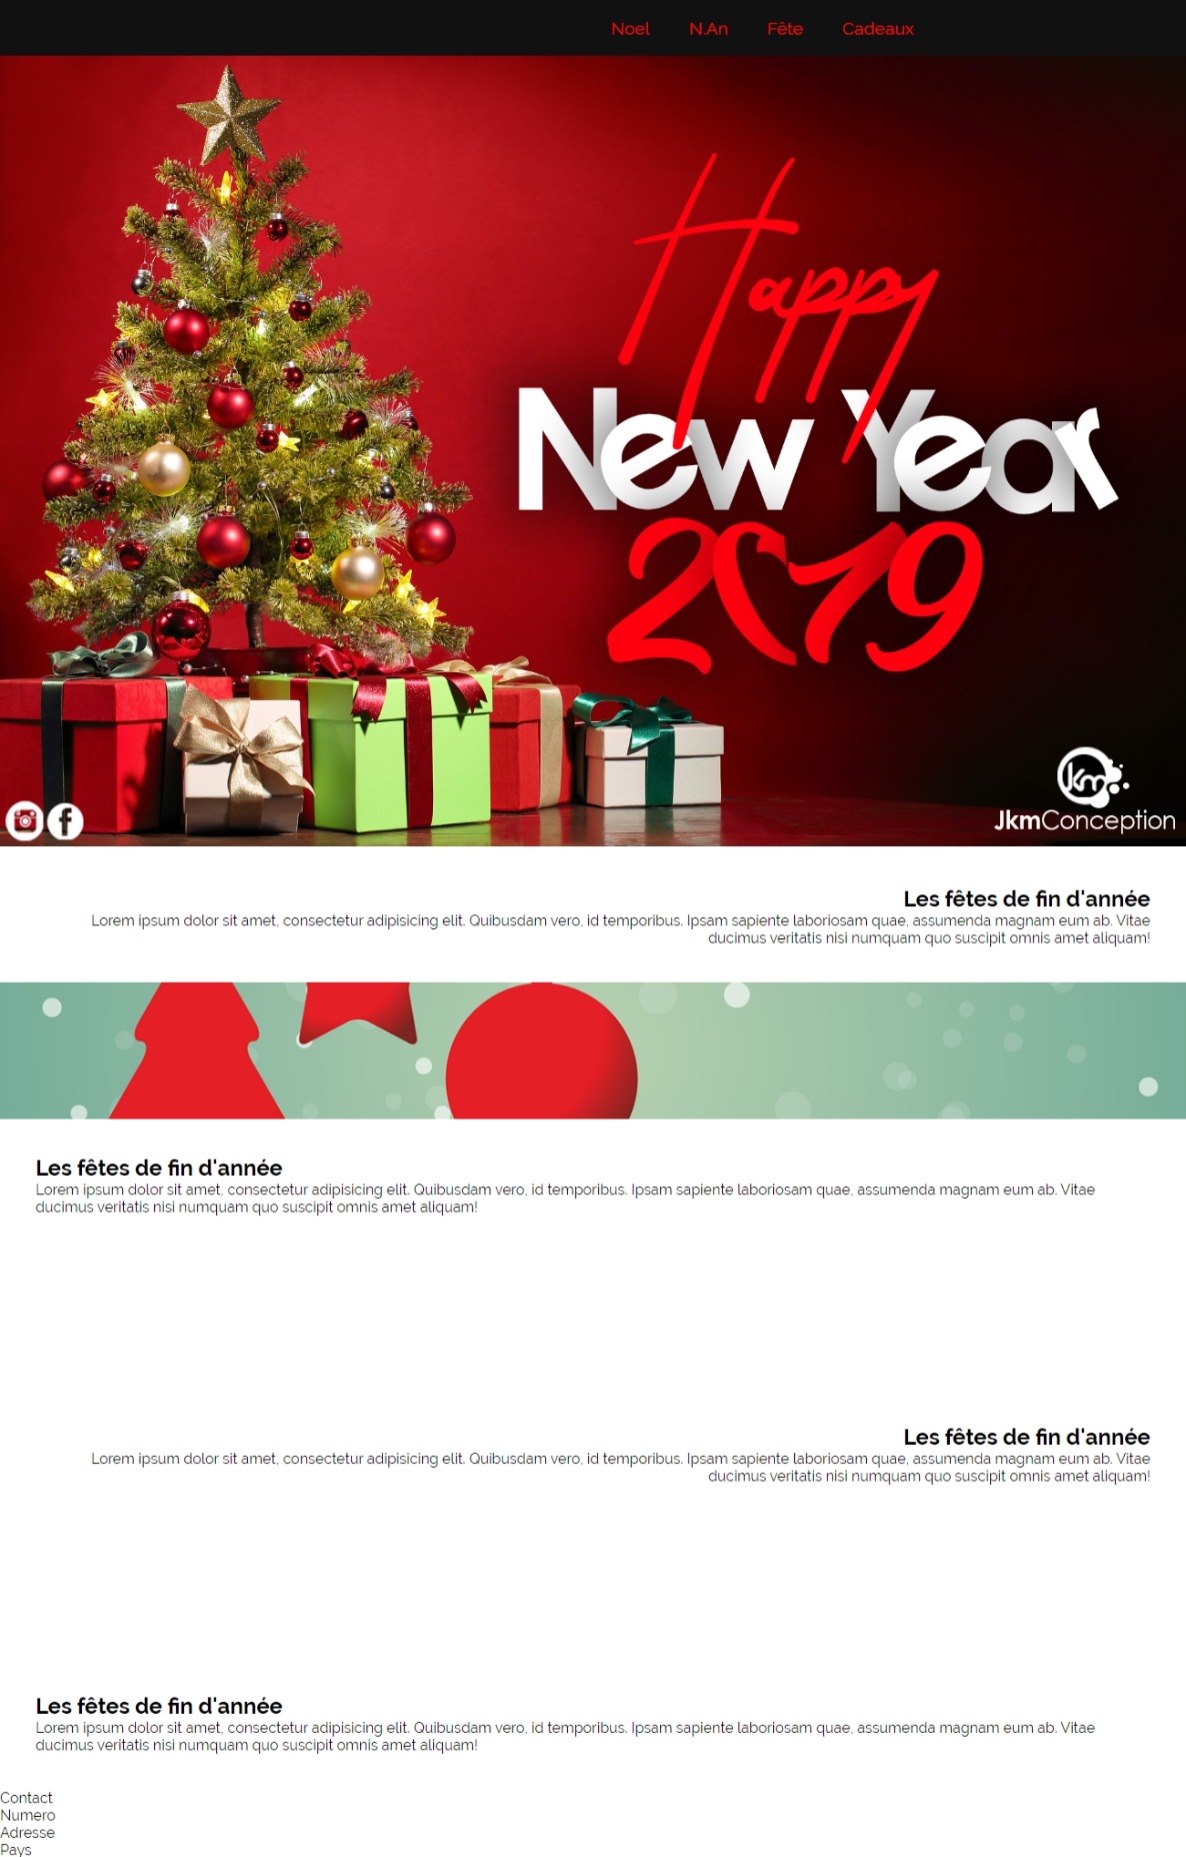 Noel N.An Fête Cadeaux
Happy
New Year
2019
Jkm
JkmConception
Les fêtes de fin d'année
Lorem ipsum dolor sit amet, consectetur adipisicing elit. Quibusdam vero, id temporibus. Ipsam sapiente laboriosam quae, assumenda magnam eum ab. Vitae
ducimus veritatis nisi numquam quo suscipit omnis amet aliquam!
Les fêtes de fin d'année
Lorem ipsum dolor sit amet, consectetur adipisicing elit. Quibusdam vero, id temporibus. Ipsam sapiente laboriosam quae, assumenda magnam eum ab. Vitae
ducimus veritatis nisi numquam quo suscipit omnis amet aliquam!
Les fêtes de fin d'année
Lorem ipsum dolor sit amet, consectetur adipisicing elit. Quibusdam vero, id temporibus. Ipsam sapiente laboriosam quae, assumenda magnam eum ab. Vitae
ducimus veritatis nisi numquam quo suscipit omnis amet aliquam!
Les fêtes de fin d'année
Lorem ipsum dolor sit amet, consectetur adipisicing elit. Quibusdam vero, id temporibus. Ipsam sapiente laboriosam quae, assumenda magnam eum ab. Vitae
ducimus veritatis nisi numquam quo suscipit omnis amet aliquam!
Contact
Numero
Adresse
Pays